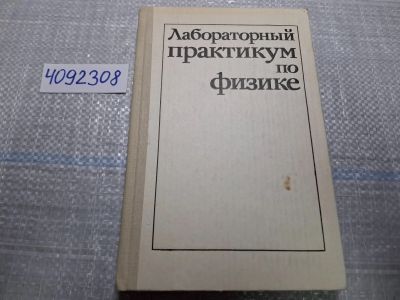 4092308
Лабораторный
практикум
по
физике